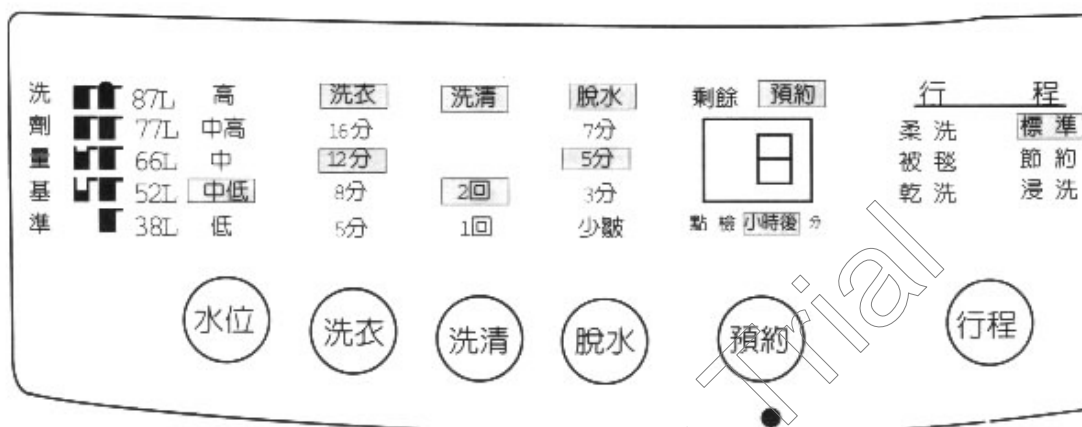 洗 87L 高 洗衣 洗清 脫水 剩餘 預約 行 程
劑 77L 中高 16分 7分 柔洗 標準
量 66L 中 12分 5分 8 被毯 節約
基 52L 中低 8分 2回 3分 乾洗 浸洗
準 38L 低 5分 1回 少皺 點檢 小時後 分
水位 洗衣 洗清 脫水 預約 行程
Trial